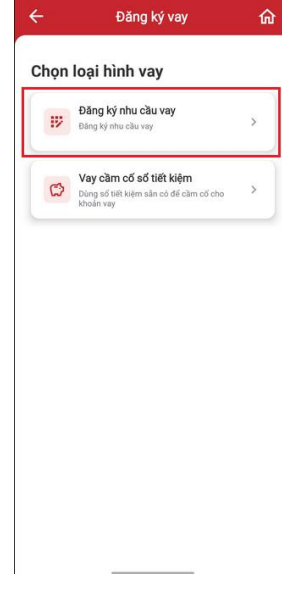 Đăng ký vay
Chọn loại hình vay
Đăng ký nhu cầu vay
Đăng ký nhu cầu vay
Vay cầm cố sổ tiết kiệm
Dùng sổ tiết kiệm sẵn có để cầm cố cho
khoản vay